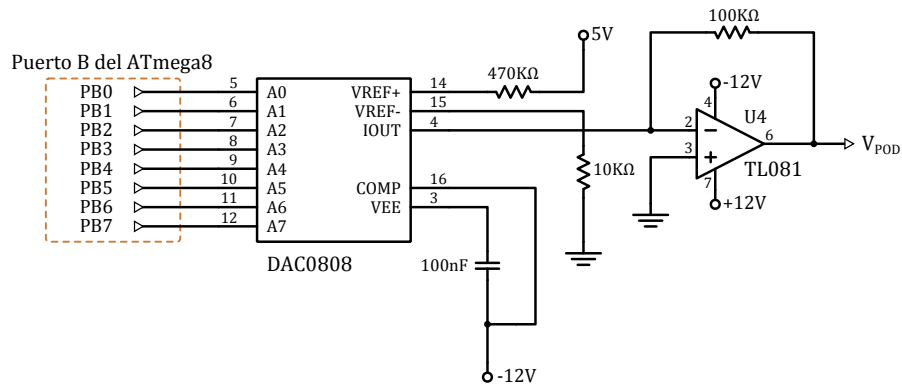 100KΩ
5V
Puerto B del ATmega8
470KΩ
-12V
PB0 5 A0 VREF+ 14
PB1 6 A1 VREF- 15
PB2 7 A2 IOUT 4
PB3 8 A3
PB4 9 A4
PB5 10 A5 COMP 16
PB6 11 A6 VEE 3
PB7 12 A7
4 U4
2 − 6 V_POD
3 +
10KΩ
TL081
7
+12V
DAC0808
100nF
-12V